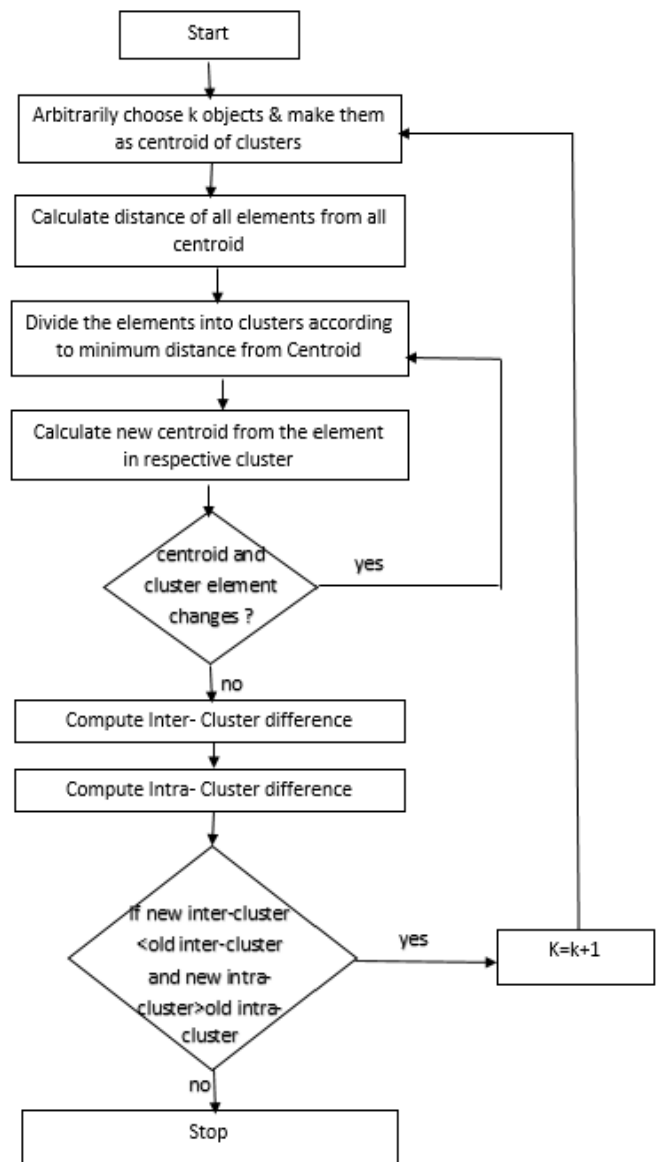 Start
Arbitrarily choose k objects & make them
as centroid of clusters
Calculate distance of all elements from all
centroid
Divide the elements into clusters according
to minimum distance from Centroid
Calculate new centroid from the element
in respective cluster
centroid and
cluster element
changes ?
yes
no
Compute Inter- Cluster difference
Compute Intra- Cluster difference
If new inter-cluster
<old inter-cluster
and new intra-
cluster>old intra-
cluster
yes
K=k+1
no
Stop